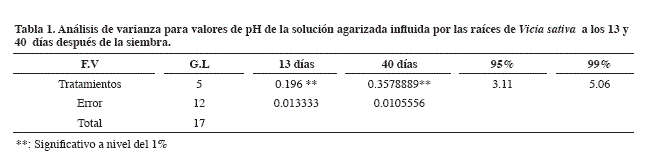 Tabla 1. Análisis de varianza para valores de pH de la solución agarizada influida por las raíces de Vicia sativa a los 13 y
40 días después de la siembra.
F.V G.L 13 días 40 días 95% 99%
Tratamientos 5 0.196 ** 0.3578889** 3.11 5.06
Error 12 0.013333 0.0105556
Total 17
**: Significativo a nivel del 1%